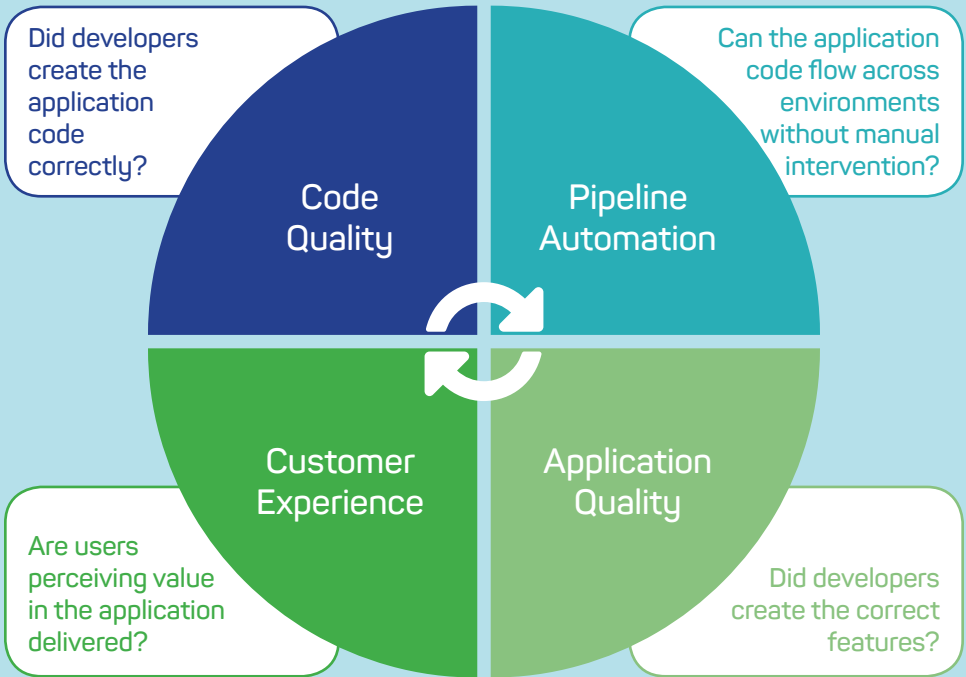 Did developers
create the
application
code
correctly?
Can the application
code flow across
environments
without manual
intervention?
Code
Quality
Pipeline
Automation
Customer
Experience
Application
Quality
Are users
perceiving value
in the application
delivered?
Did developers
create the correct
features?